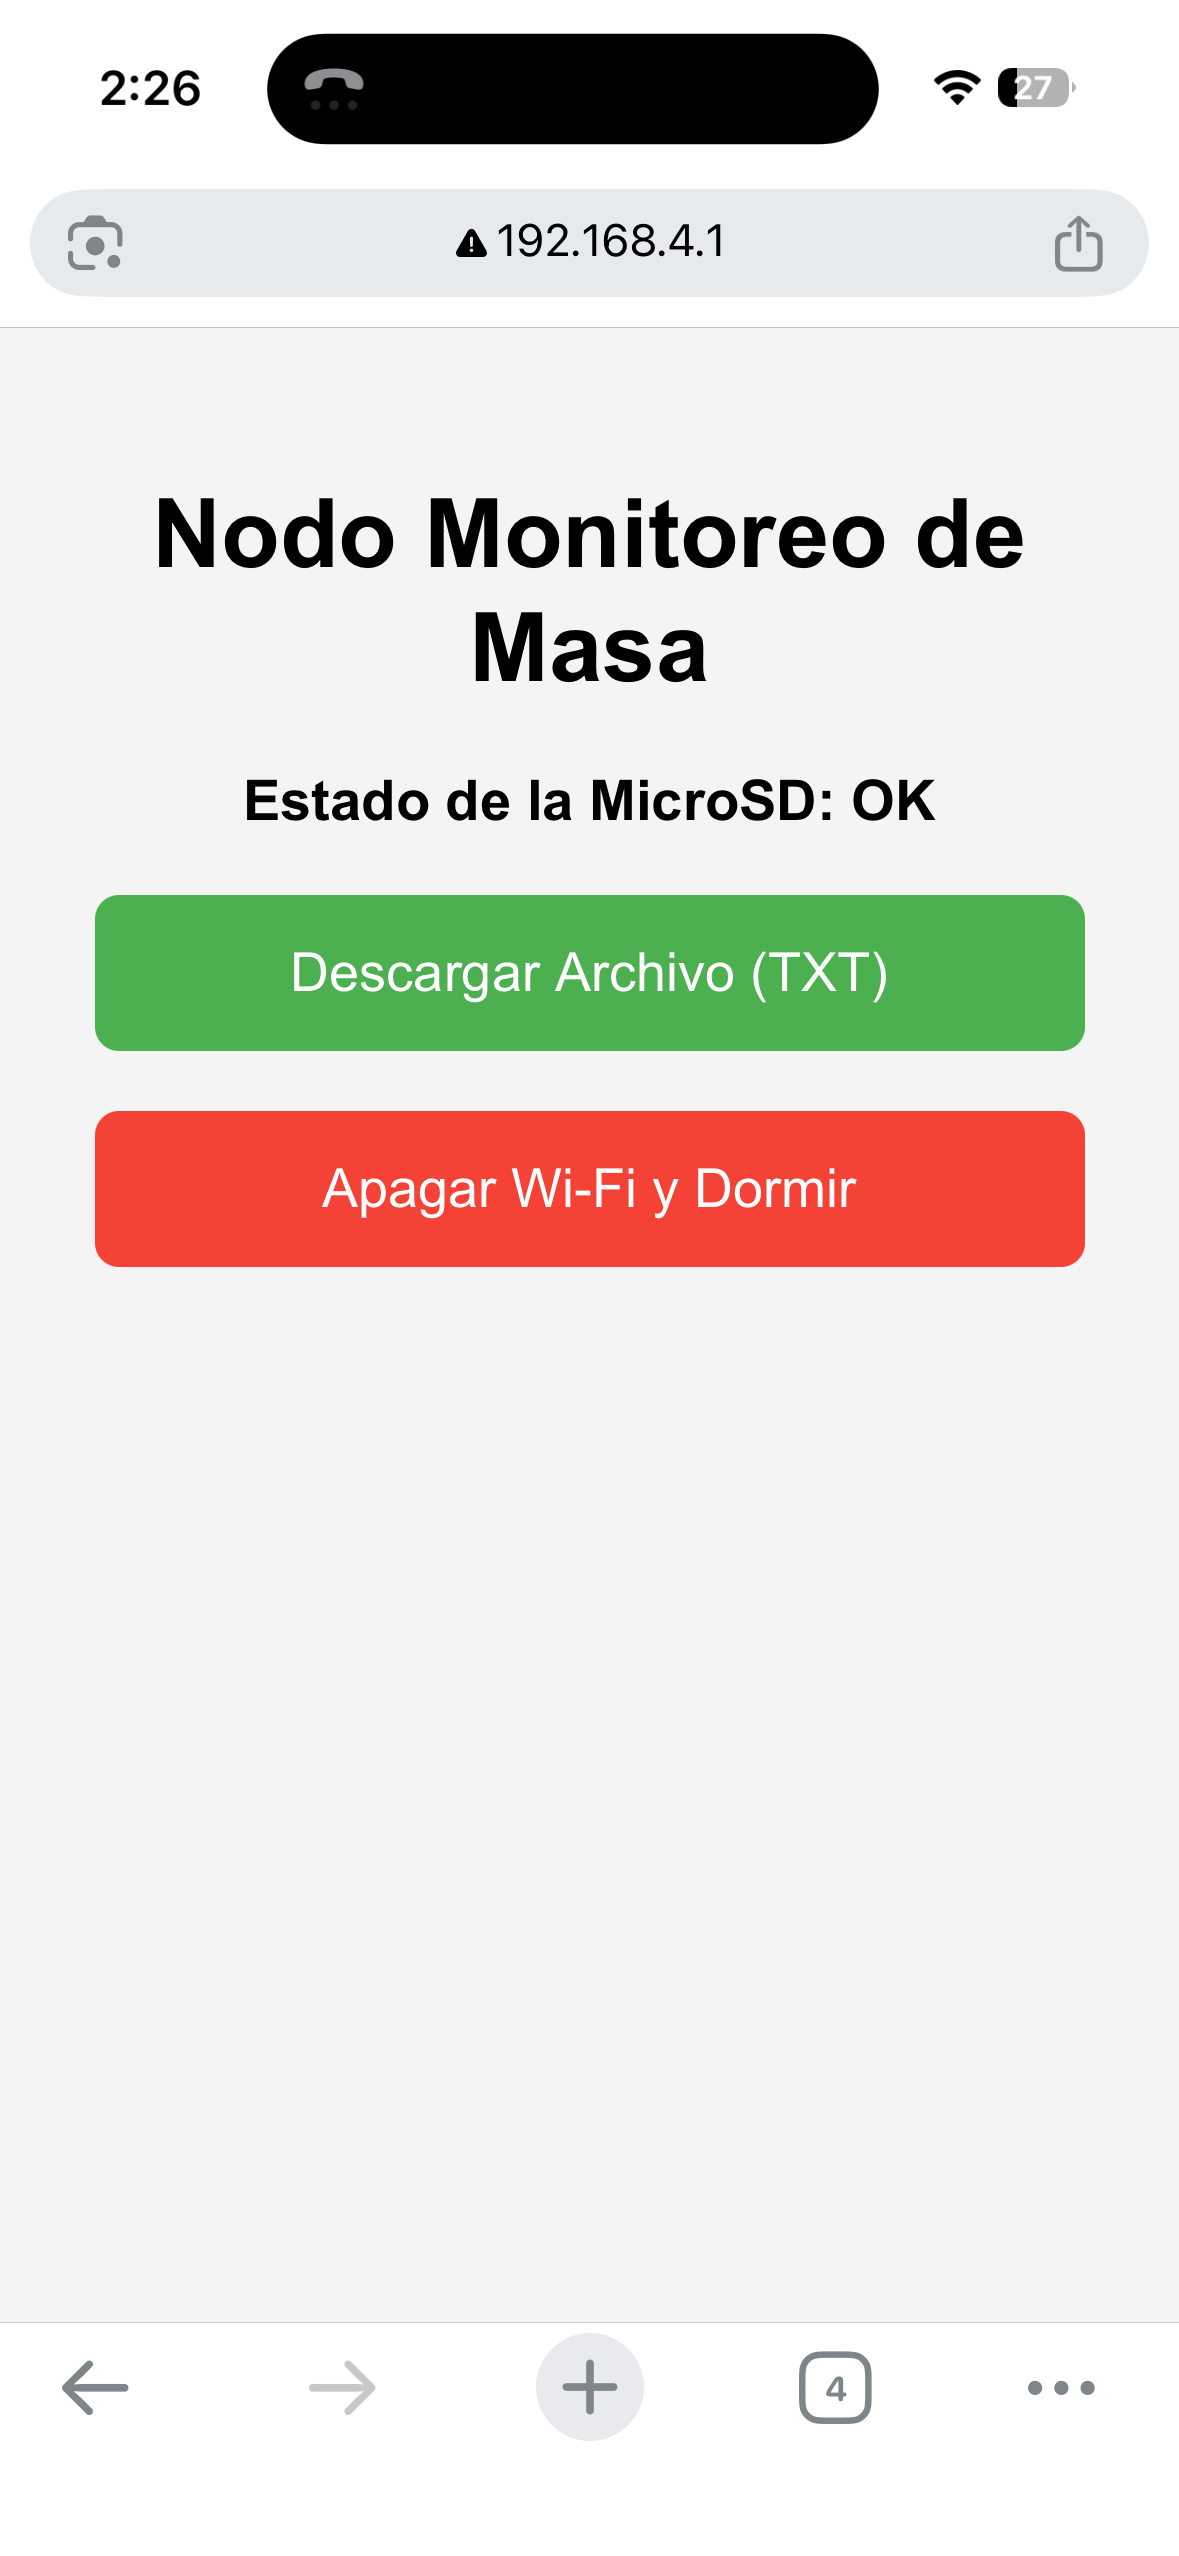 2:26
27
192.168.4.1
Nodo Monitoreo de
Masa
Estado de la MicroSD: OK
Descargar Archivo (TXT)
Apagar Wi-Fi y Dormir
4